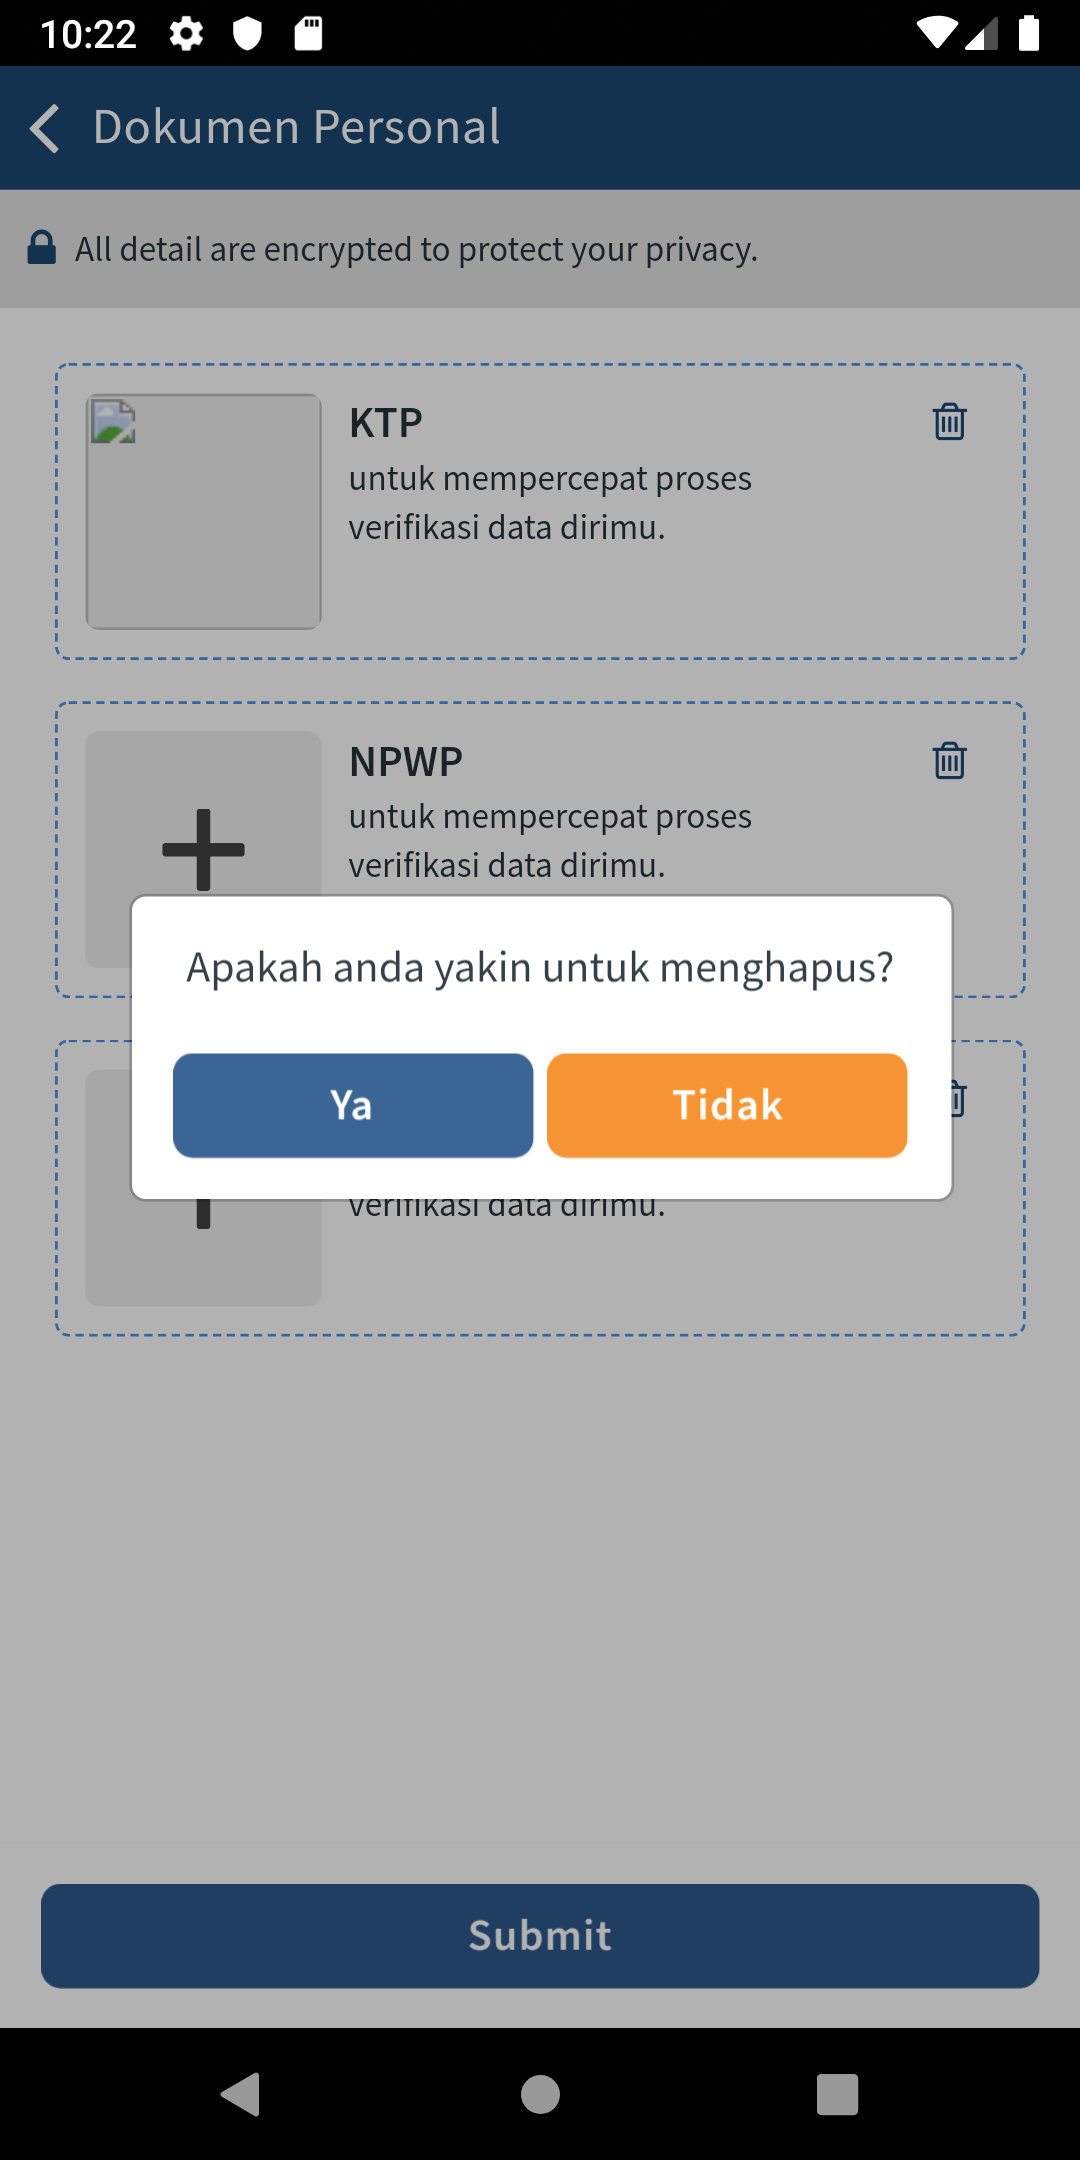 10:22
Dokumen Personal
All detail are encrypted to protect your privacy.
KTP
untuk mempercepat proses
verifikasi data dirimu.
NPWP
untuk mempercepat proses
verifikasi data dirimu.
Apakah anda yakin untuk menghapus?
Ya
Tidak
verifikasi data dirimu.
Submit